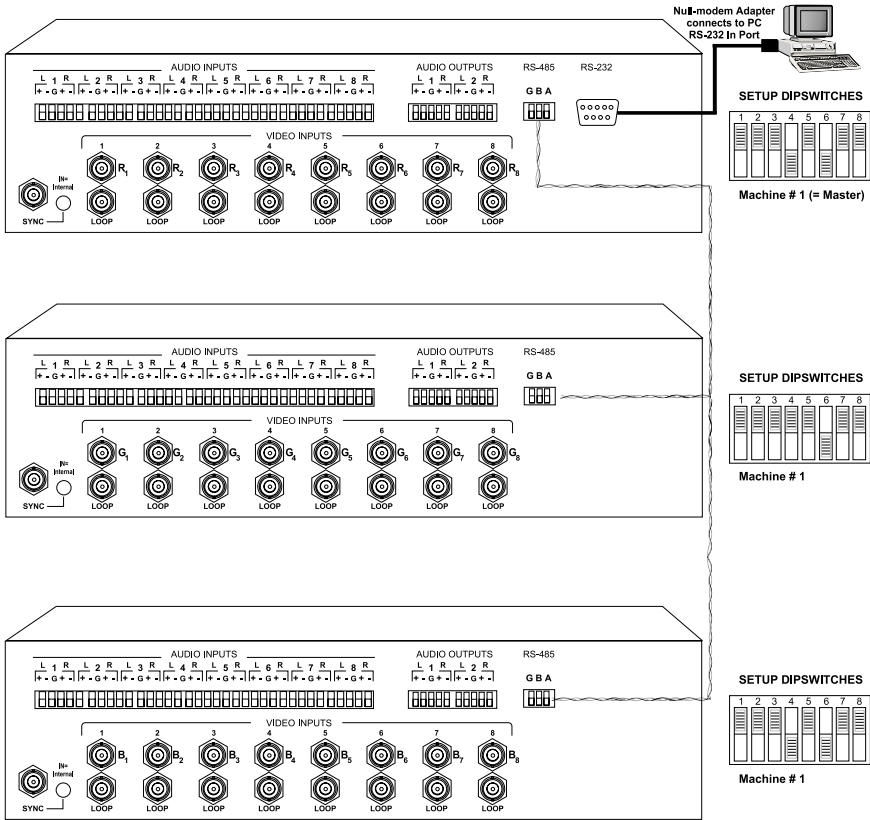 Null-modem Adapter
connects to PC
RS-232 In Port
AUDIO INPUTS AUDIO OUTPUTS RS-485 RS-232
L 1 R L 2 R L 3 R L 4 R L 5 R L 6 R L 7 R L 8 R L 1 R L 2 R
+ - G + - + - G + - + - G + - + - G + - + - G + - + - G + - + - G + - + - G + - + - G + - + - G + - G B A
VIDEO INPUTS
1 2 3 4 5 6 7 8
R1 R2 R3 R4 R5 R6 R7 R8
IN=
Internal
SYNC LOOP LOOP LOOP LOOP LOOP LOOP LOOP LOOP
SETUP DIPSWITCHES
1 2 3 4 5 6 7 8
Machine # 1 (= Master)
AUDIO INPUTS AUDIO OUTPUTS RS-485
L 1 R L 2 R L 3 R L 4 R L 5 R L 6 R L 7 R L 8 R L 1 R L 2 R
+ - G + - + - G + - + - G + - + - G + - + - G + - + - G + - + - G + - + - G + - + - G + - + - G + - G B A
VIDEO INPUTS
1 2 3 4 5 6 7 8
G1 G2 G3 G4 G5 G6 G7 G8
IN=
Internal
SYNC LOOP LOOP LOOP LOOP LOOP LOOP LOOP LOOP
SETUP DIPSWITCHES
1 2 3 4 5 6 7 8
Machine # 1
AUDIO INPUTS AUDIO OUTPUTS RS-485
L 1 R L 2 R L 3 R L 4 R L 5 R L 6 R L 7 R L 8 R L 1 R L 2 R
+ - G + - + - G + - + - G + - + - G + - + - G + - + - G + - + - G + - + - G + - + - G + - + - G + - G B A
VIDEO INPUTS
1 2 3 4 5 6 7 8
B1 B2 B3 B4 B5 B6 B7 B8
IN=
Internal
SYNC LOOP LOOP LOOP LOOP LOOP LOOP LOOP LOOP
SETUP DIPSWITCHES
1 2 3 4 5 6 7 8
Machine # 1